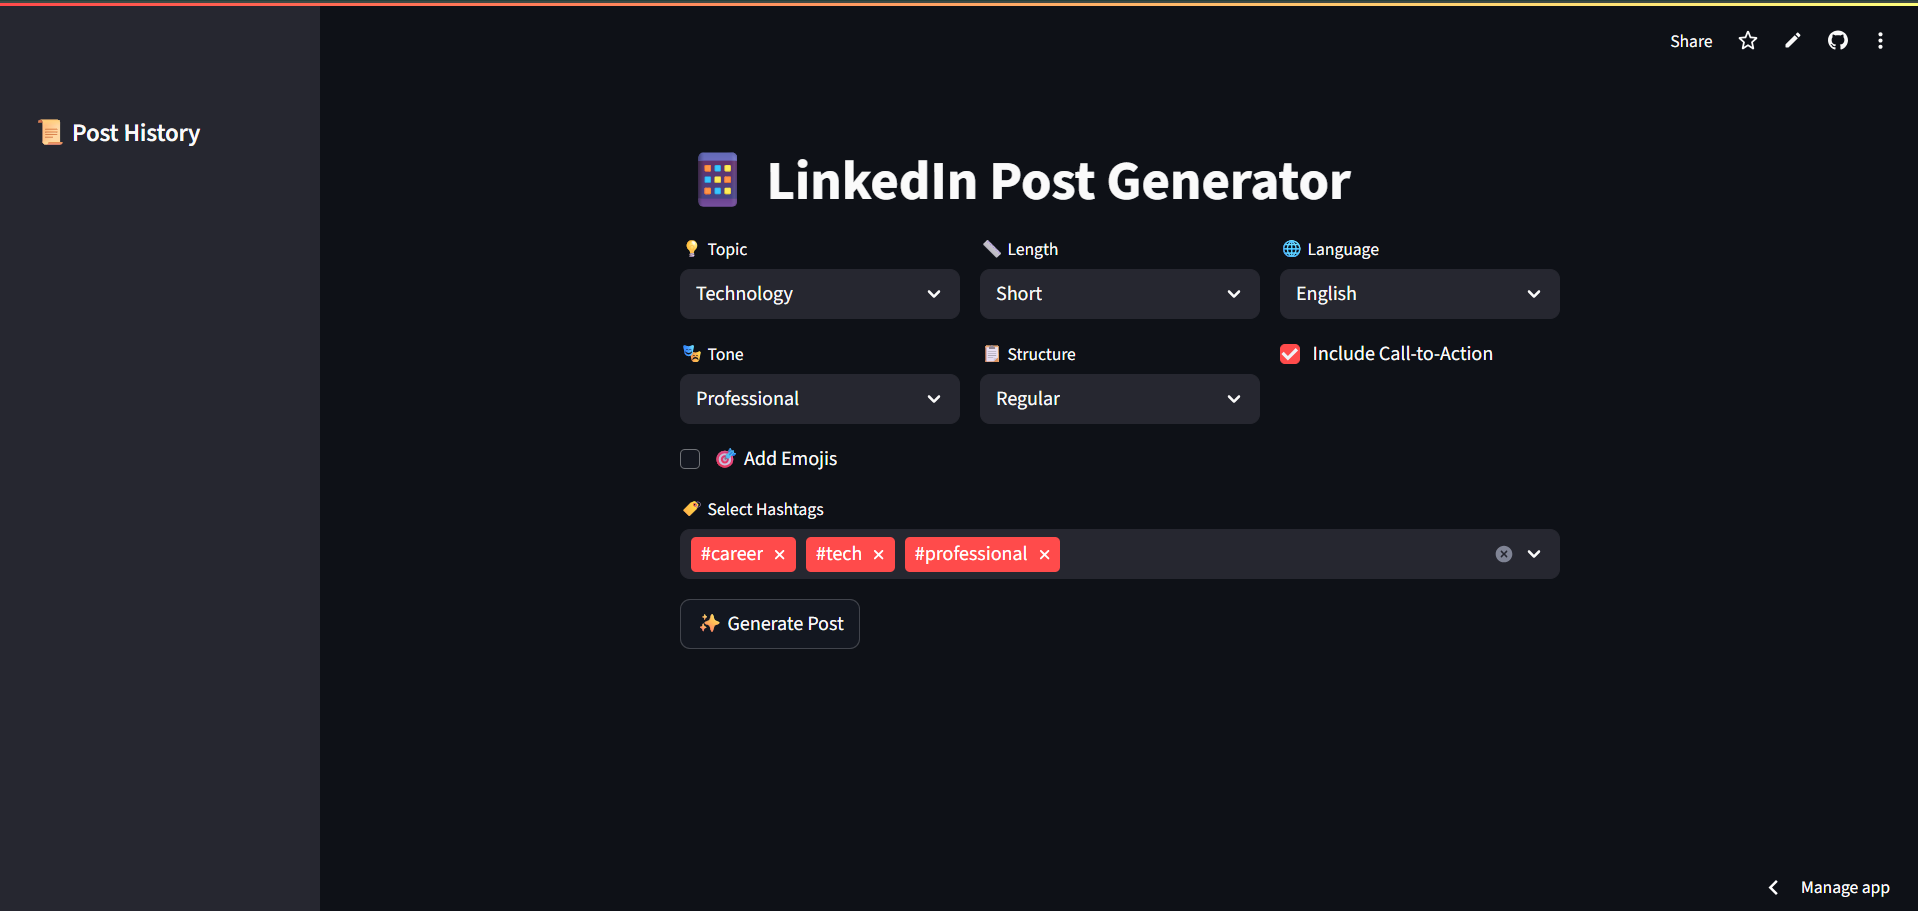 Share
Post History
LinkedIn Post Generator
Topic
Length
Language
Technology
Short
English
Tone
Structure
Include Call-to-Action
Professional
Regular
Add Emojis
Select Hashtags
#career #tech #professional
Generate Post
Manage app